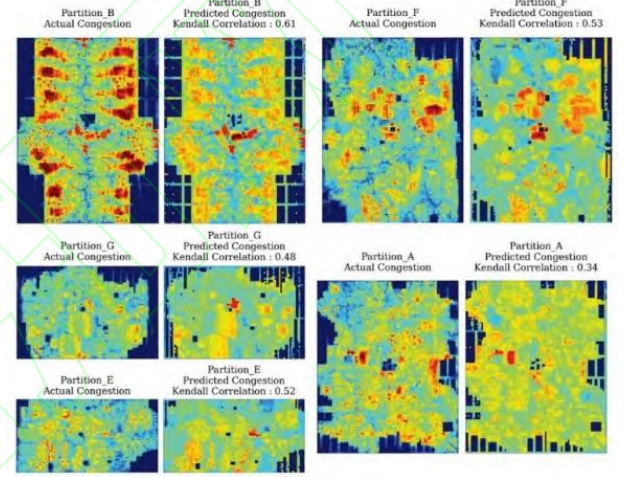 Partition_B
Actual Congestion
Partition_B
Predicted Congestion
Kendall Correlation : 0.61
Partition_F
Actual Congestion
Partition_F
Predicted Congestion
Kendall Correlation : 0.53
Partition_G
Actual Congestion
Partition_G
Predicted Congestion
Kendall Correlation : 0.48
Partition_A
Actual Congestion
Partition_A
Predicted Congestion
Kendall Correlation : 0.34
Partition_E
Actual Congestion
Partition_E
Predicted Congestion
Kendall Correlation : 0.52